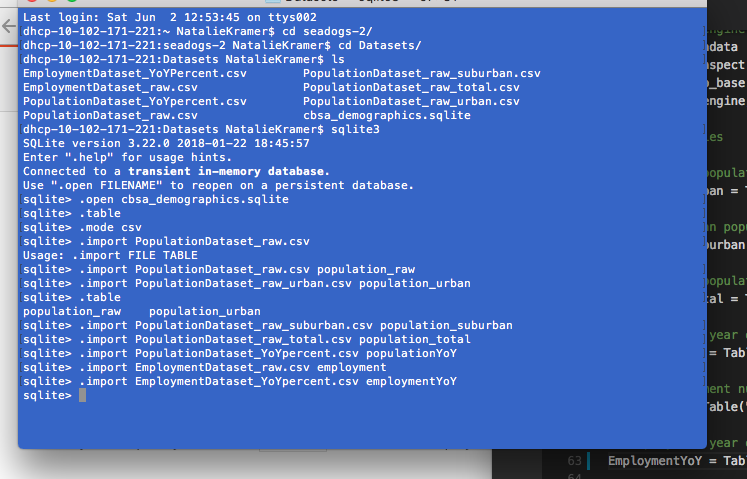 Last login: Sat Jun  2 12:53:45 on ttys002
dhcp-10-102-171-221:~ NatalieKramer$ cd seadogs-2/
dhcp-10-102-171-221:seadogs-2 NatalieKramer$ cd Datasets/
dhcp-10-102-171-221:Datasets NatalieKramer$ ls
EmploymentDataset_YoYPercent.csv        PopulationDataset_raw_suburban.csv
EmploymentDataset_raw.csv               PopulationDataset_raw_total.csv
PopulationDataset_YoYpercent.csv        PopulationDataset_raw_urban.csv
PopulationDataset_raw.csv               cbsa_demographics.sqlite
dhcp-10-102-171-221:Datasets NatalieKramer$ sqlite3
SQLite version 3.22.0 2018-01-22 18:45:57
Enter ".help" for usage hints.
Connected to a transient in-memory database.
Use ".open FILENAME" to reopen on a persistent database.
sqlite> .open cbsa_demographics.sqlite
sqlite> .table
sqlite> .mode csv
sqlite> .import PopulationDataset_raw.csv
Usage: .import FILE TABLE
sqlite> .import PopulationDataset_raw.csv population_raw
sqlite> .import PopulationDataset_raw_urban.csv population_urban
sqlite> .table
population_raw    population_urban
sqlite> .import PopulationDataset_raw_suburban.csv population_suburban
sqlite> .import PopulationDataset_raw_total.csv population_total
sqlite> .import PopulationDataset_YoYpercent.csv populationYoY
sqlite> .import EmploymentDataset_raw.csv employment
sqlite> .import EmploymentDataset_YoYpercent.csv employmentYoY
sqlite>
engine
year
= Tab
Table("
year
63 EmploymentYoY = Tab